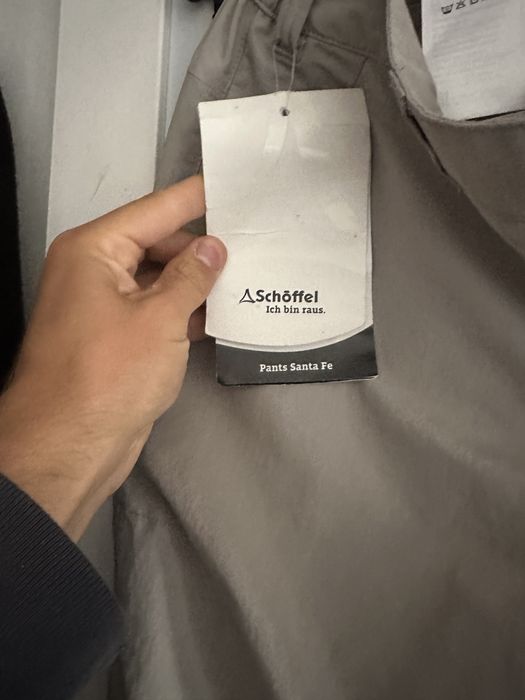 Schöffel
Ich bin raus.
Pants Santa Fe